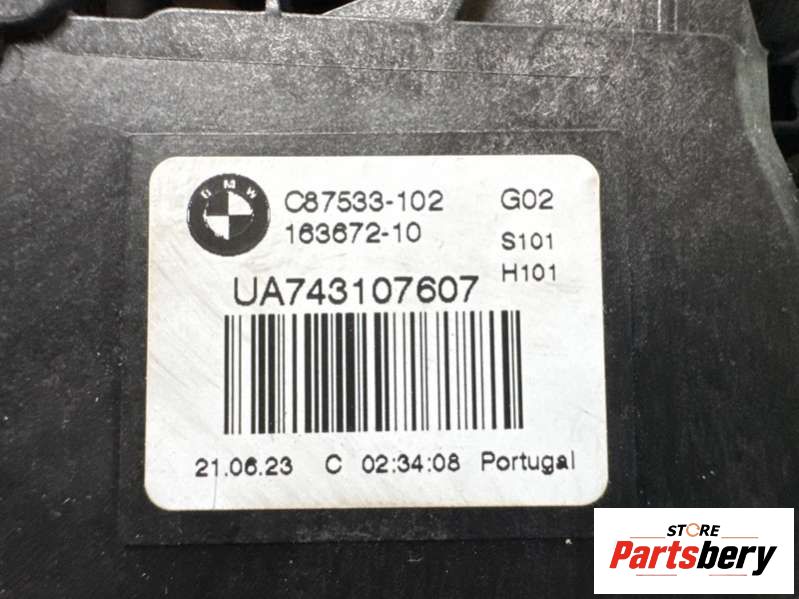 BMW
C87533-102 G02
163672-10 S101
H101
UA743107607
21.06.23 C 02:34:08 Portugal
STORE
Partsbery